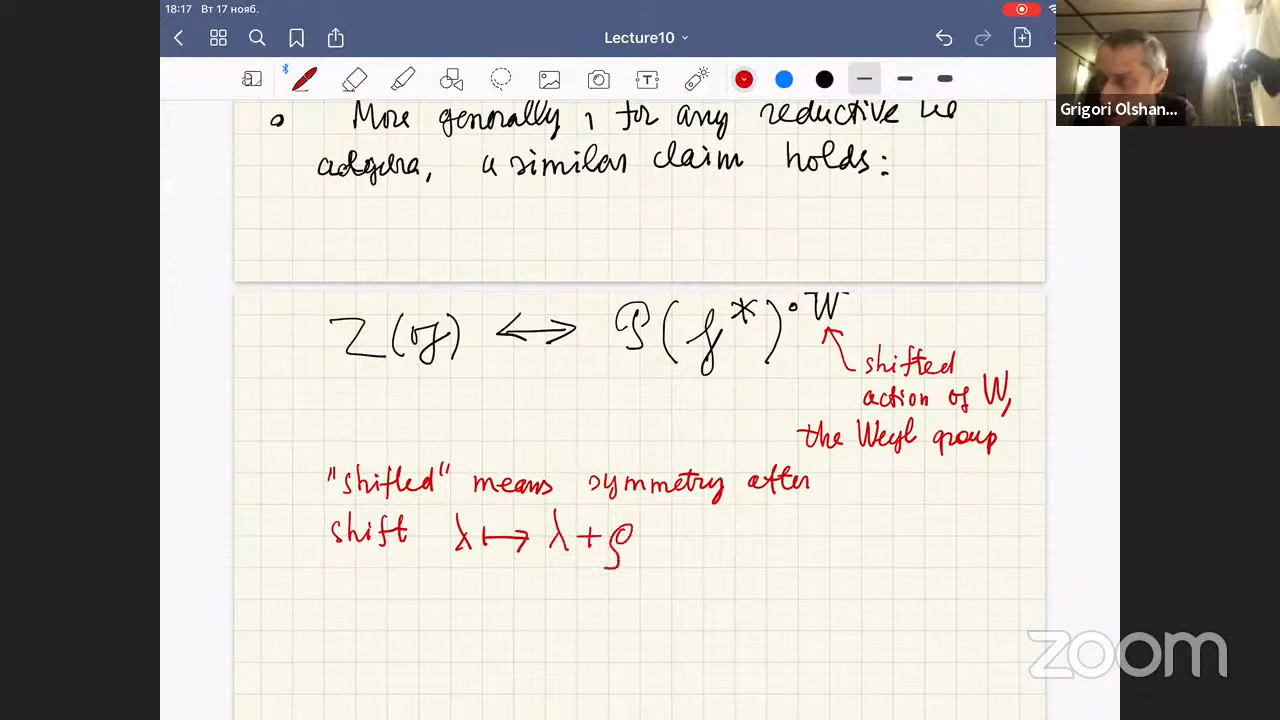 18:17 Вт 17 нояб.
Lecture10
Grigori Olshan...
More generally, for any reductive Lie
algebra, a similar claim holds:
Z(𝔤) ⟷ P(𝔥*)^{•W}
shifted
action of W,
the Weyl group
"shifted" means symmetry after
shift λ ↦ λ + ρ
zoom